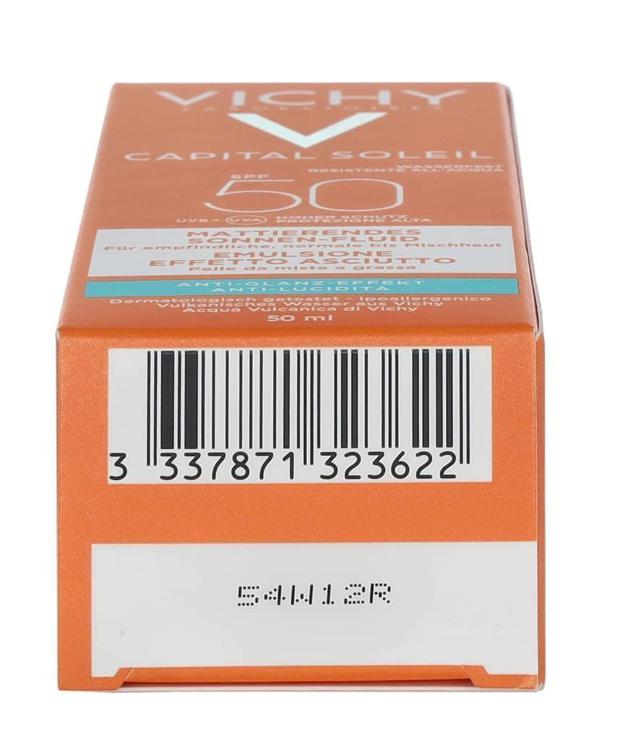 VICHY
LABORATOIRES
CAPITAL SOLEIL
WASSERFEST
RESISTENTE ALL'ACQUA
SPF
50
UVB + UVA
HOHER SCHUTZ
PROTEZIONE ALTA
MATTIERENDES
SONNEN-FLUID
Für empfindliche, normale bis Mischhaut
EMULSIONE
EFFETTO ASCIUTTO
Pelle da mista a grassa
ANTI-GLANZ-EFFEKT
ANTI-LUCIDITÀ
Dermatologisch getestet - Ipoallergenico
Vulkanisches Wasser aus Vichy
Acqua Vulcanica di Vichy
50 ml
3 337871 323622
54W12R